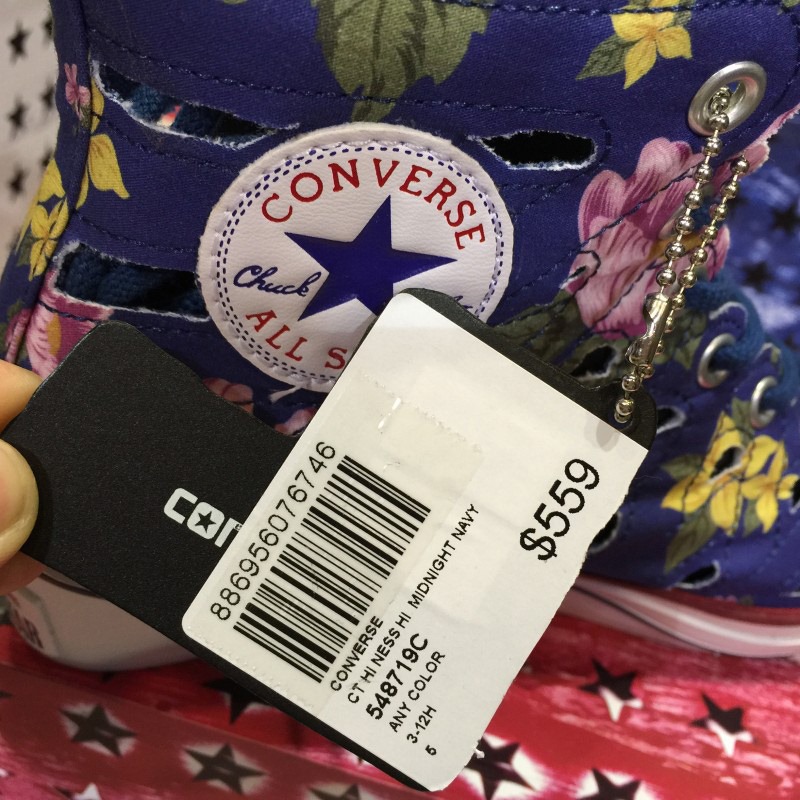 CONVERSE
Chuck
ALL S
CON
886956076746
$559
CONVERSE
CT HI NESS HI MIDNIGHT NAVY
548719C
ANY COLOR
3-12H
5